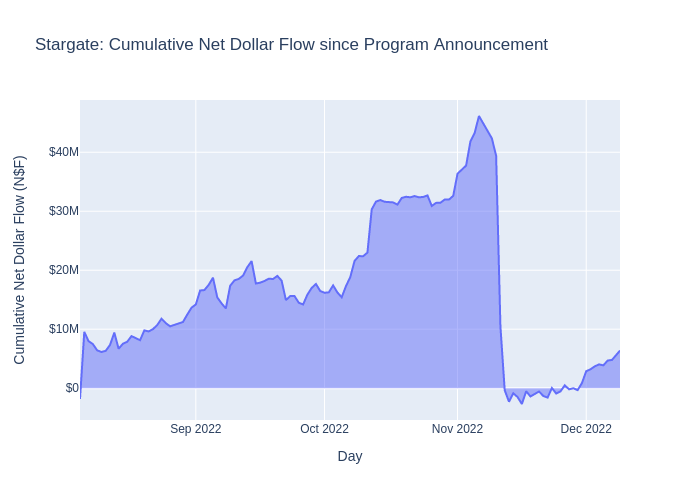 Stargate: Cumulative Net Dollar Flow since Program Announcement
Cumulative Net Dollar Flow (N$F)
$40M
$30M
$20M
$10M
$0
Sep 2022
Oct 2022
Nov 2022
Dec 2022
Day